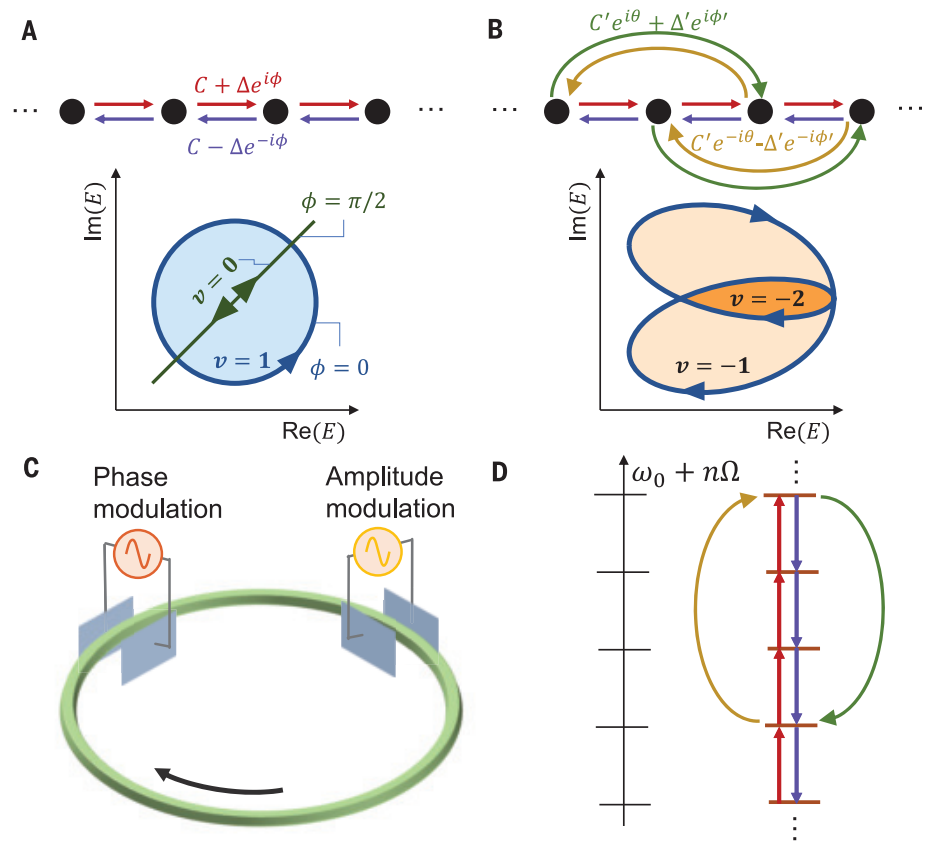 A
C + Δe^{iϕ}
... ...
C − Δe^{−iϕ}
Im(E)
ϕ = π/2
v = 0
v = 1
ϕ = 0
Re(E)
B
C′e^{iθ} + Δ′e^{iϕ′}
... ...
C′e^{−iθ}-Δ′e^{−iϕ′}
Im(E)
v = −2
v = −1
Re(E)
C
Phase
modulation
Amplitude
modulation
D
ω₀ + nΩ
⋮
⋮